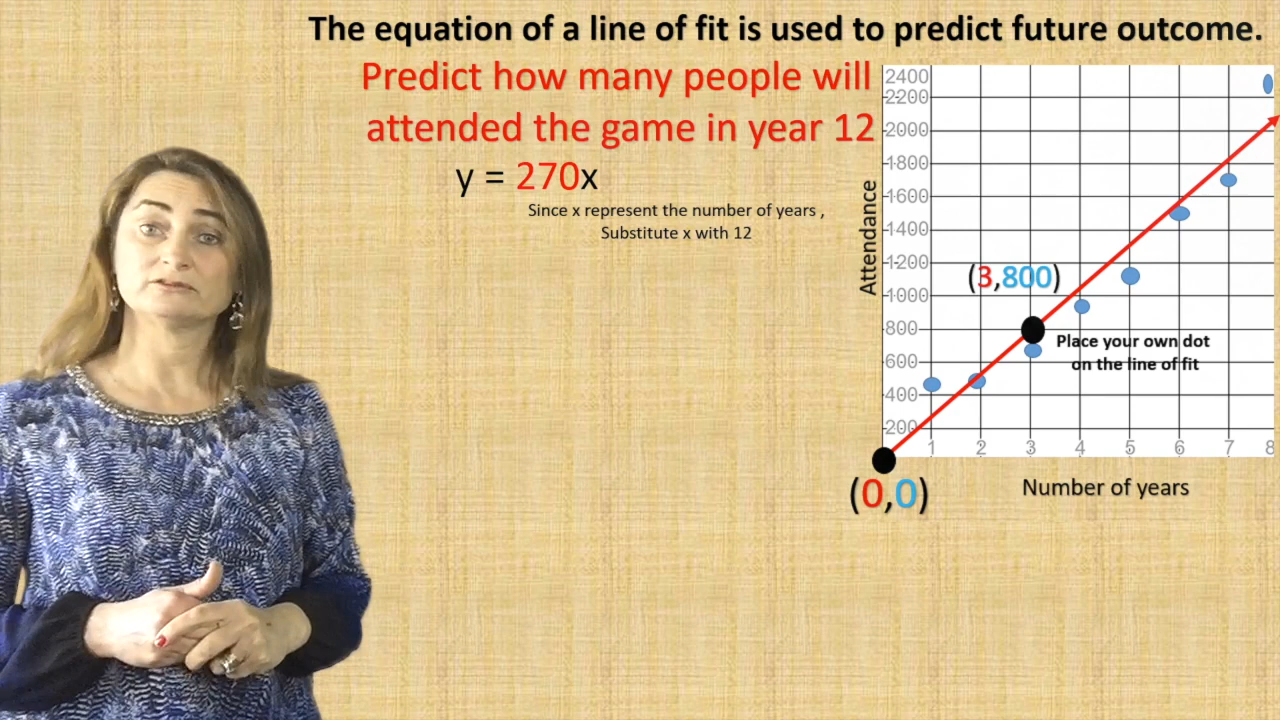 The equation of a line of fit is used to predict future outcome.
Predict how many people will
attended the game in year 12
y = 270x
Since x represent the number of years ,
Substitute x with 12
2400
2200
2000
1800
1600
1400
1200
1000
800
600
400
200
Attendance
(3,800)
Place your own dot
on the line of fit
1 2 3 4 5 6 7 8
(0,0)
Number of years